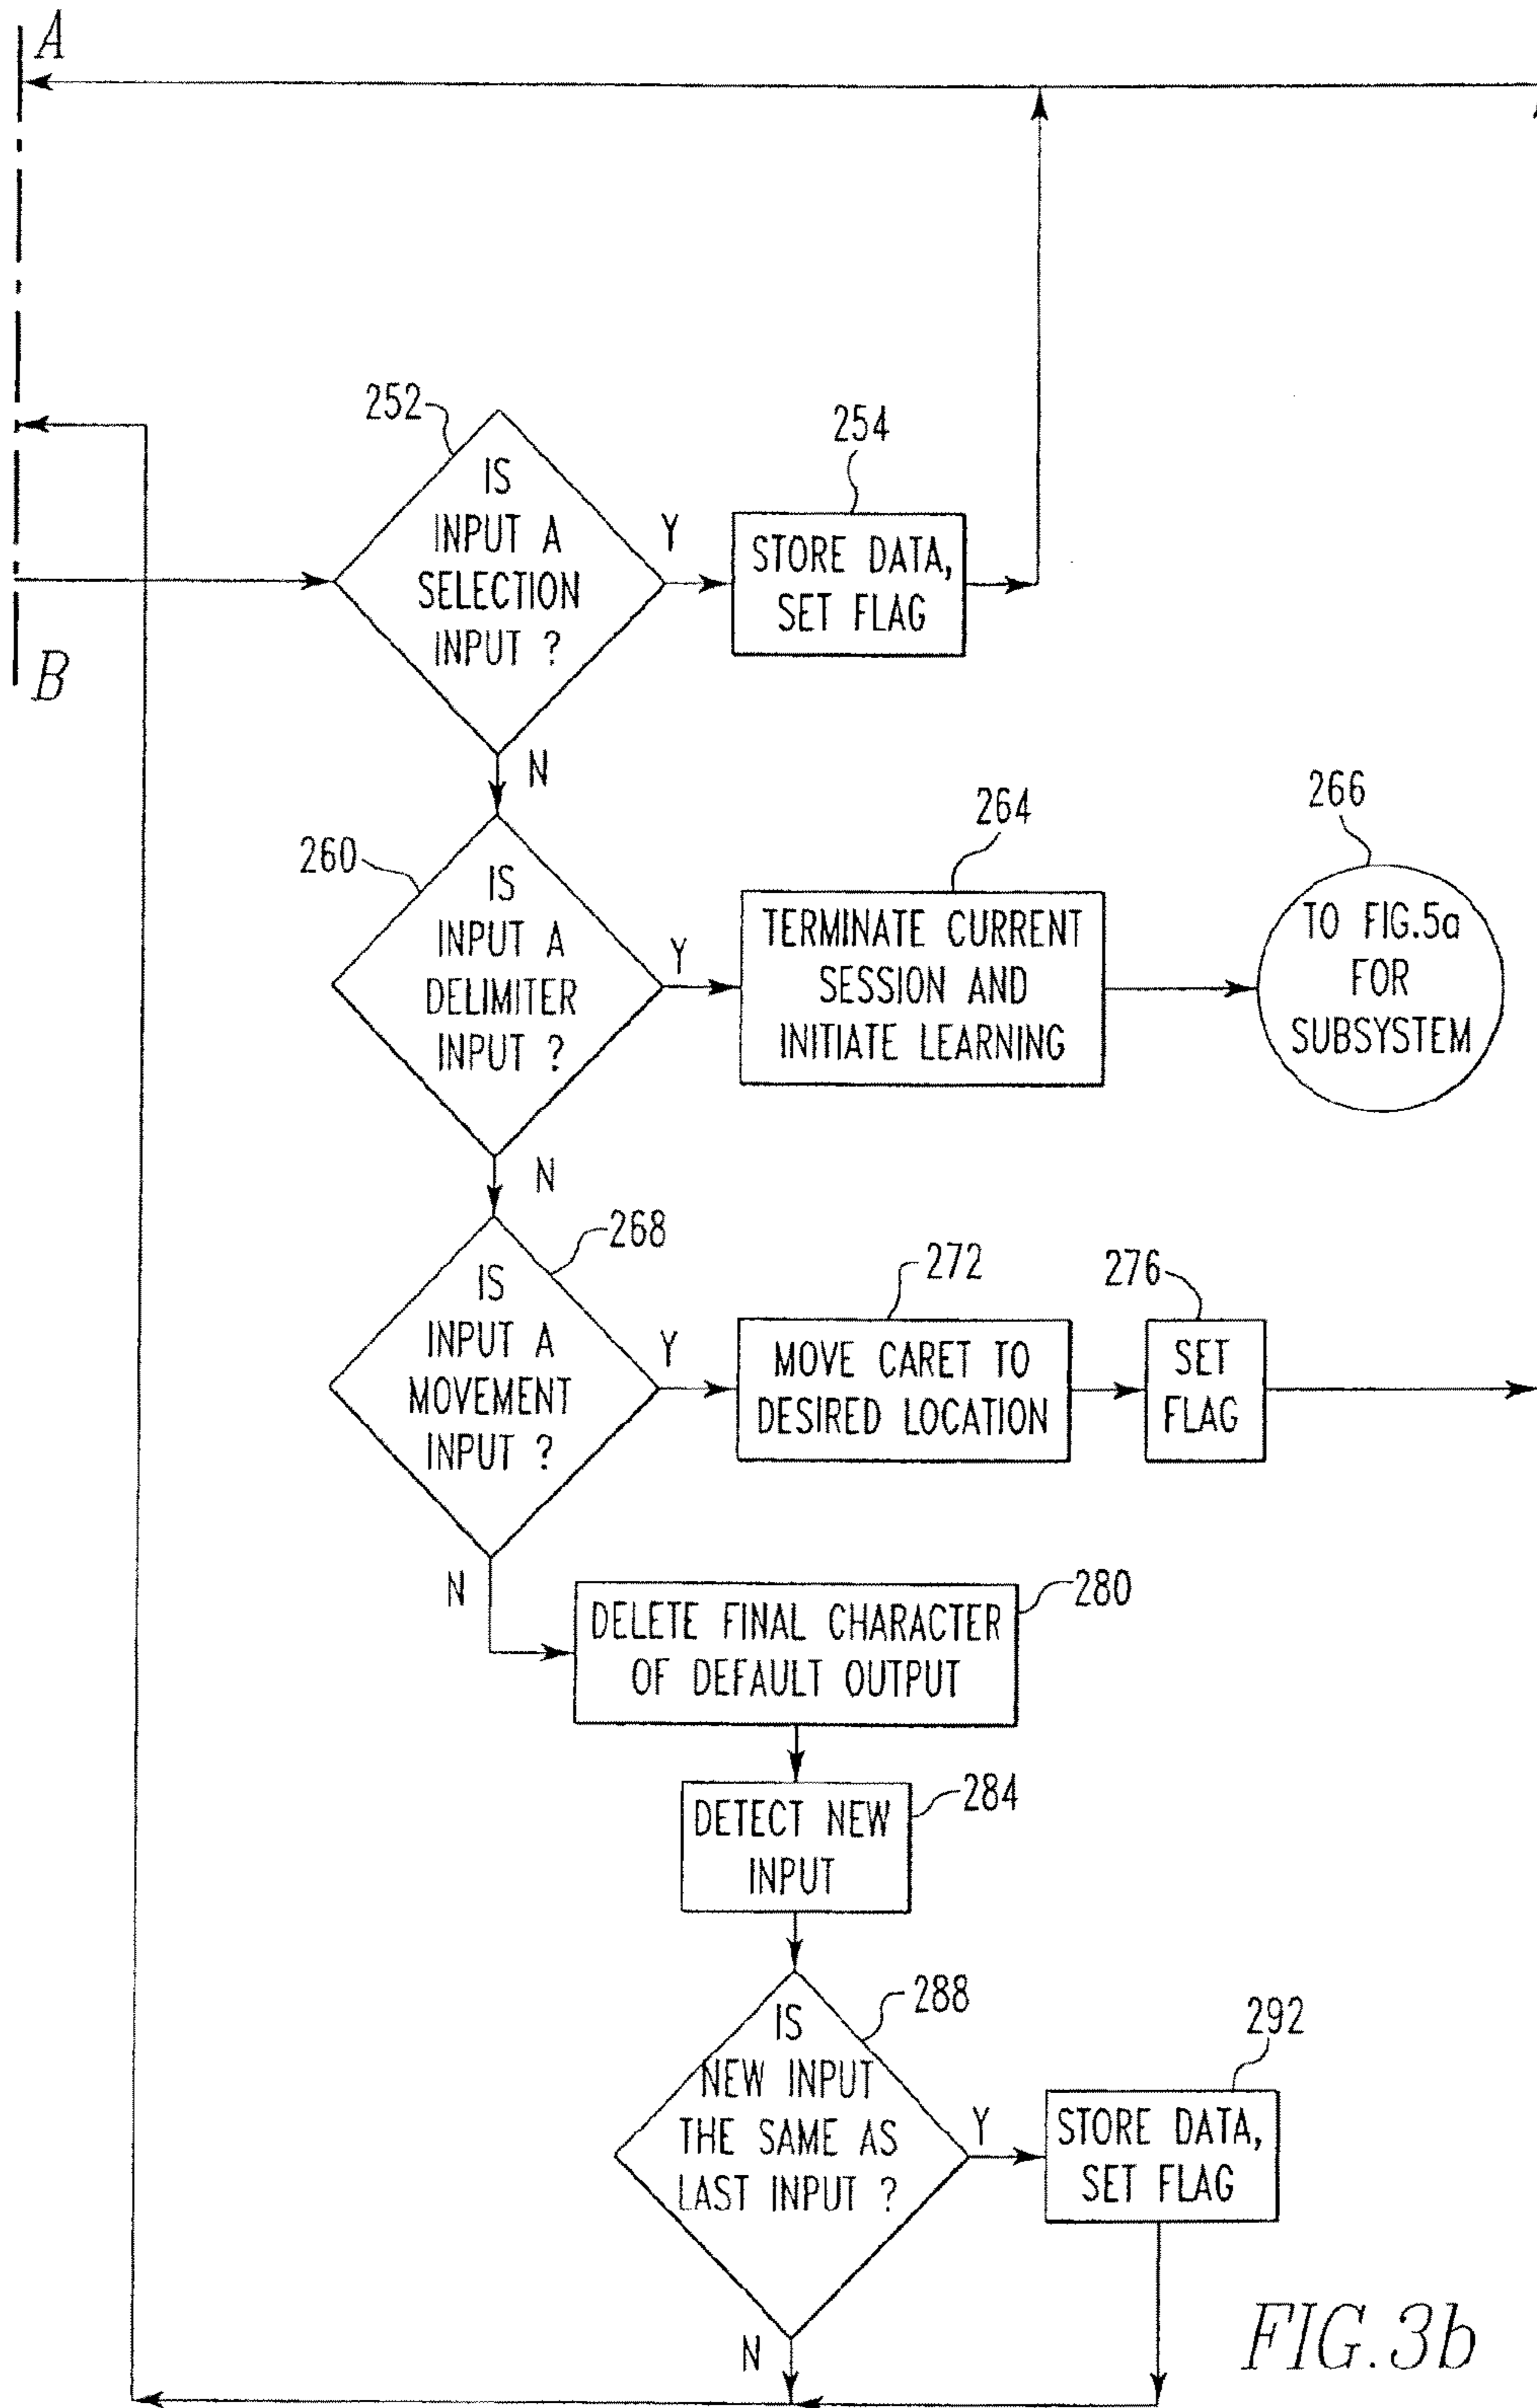 A
252
IS
INPUT A
SELECTION
INPUT ?
Y
254
STORE DATA,
SET FLAG
B
N
260
IS
INPUT A
DELIMITER
INPUT ?
Y
264
TERMINATE CURRENT
SESSION AND
INITIATE LEARNING
266
TO FIG.5a
FOR
SUBSYSTEM
N
268
IS
INPUT A
MOVEMENT
INPUT ?
Y
272
MOVE CARET TO
DESIRED LOCATION
276
SET
FLAG
N
280
DELETE FINAL CHARACTER
OF DEFAULT OUTPUT
284
DETECT NEW
INPUT
288
IS
NEW INPUT
THE SAME AS
LAST INPUT ?
Y
292
STORE DATA,
SET FLAG
N
FIG.3b